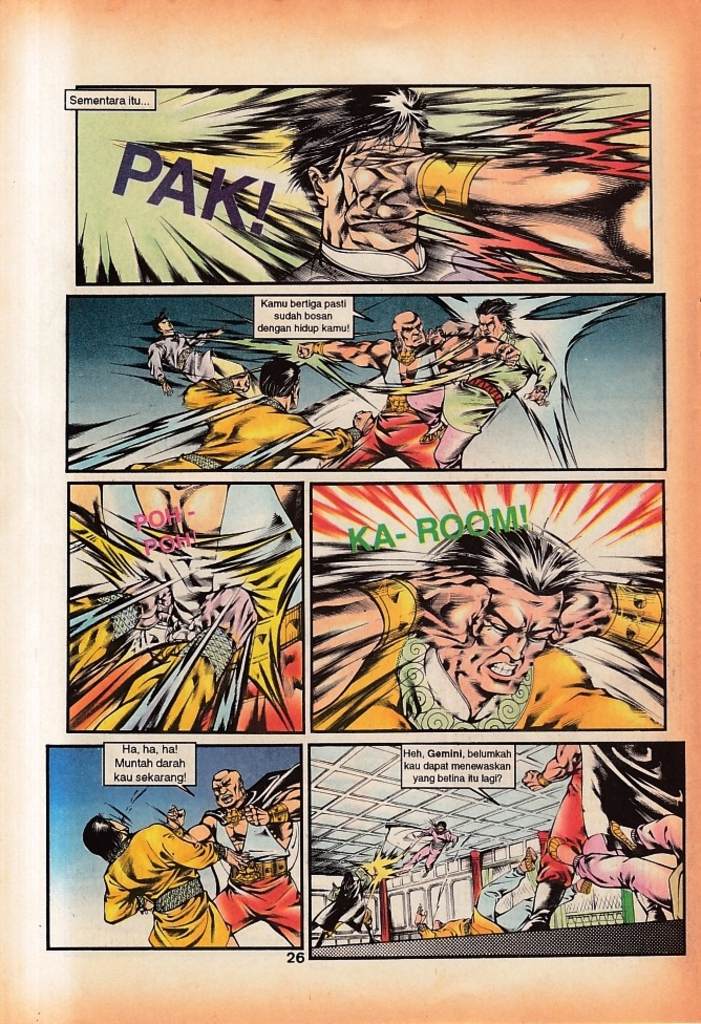 Sementara itu...
PAK!
Kamu bertiga pasti
sudah bosan
dengan hidup kamu!
POH -
POH!
KA- ROOM!
Ha, ha, ha!
Muntah darah
kau sekarang!
Heh, Gemini, belumkah
kau dapat menewaskan
yang betina itu lagi?
26